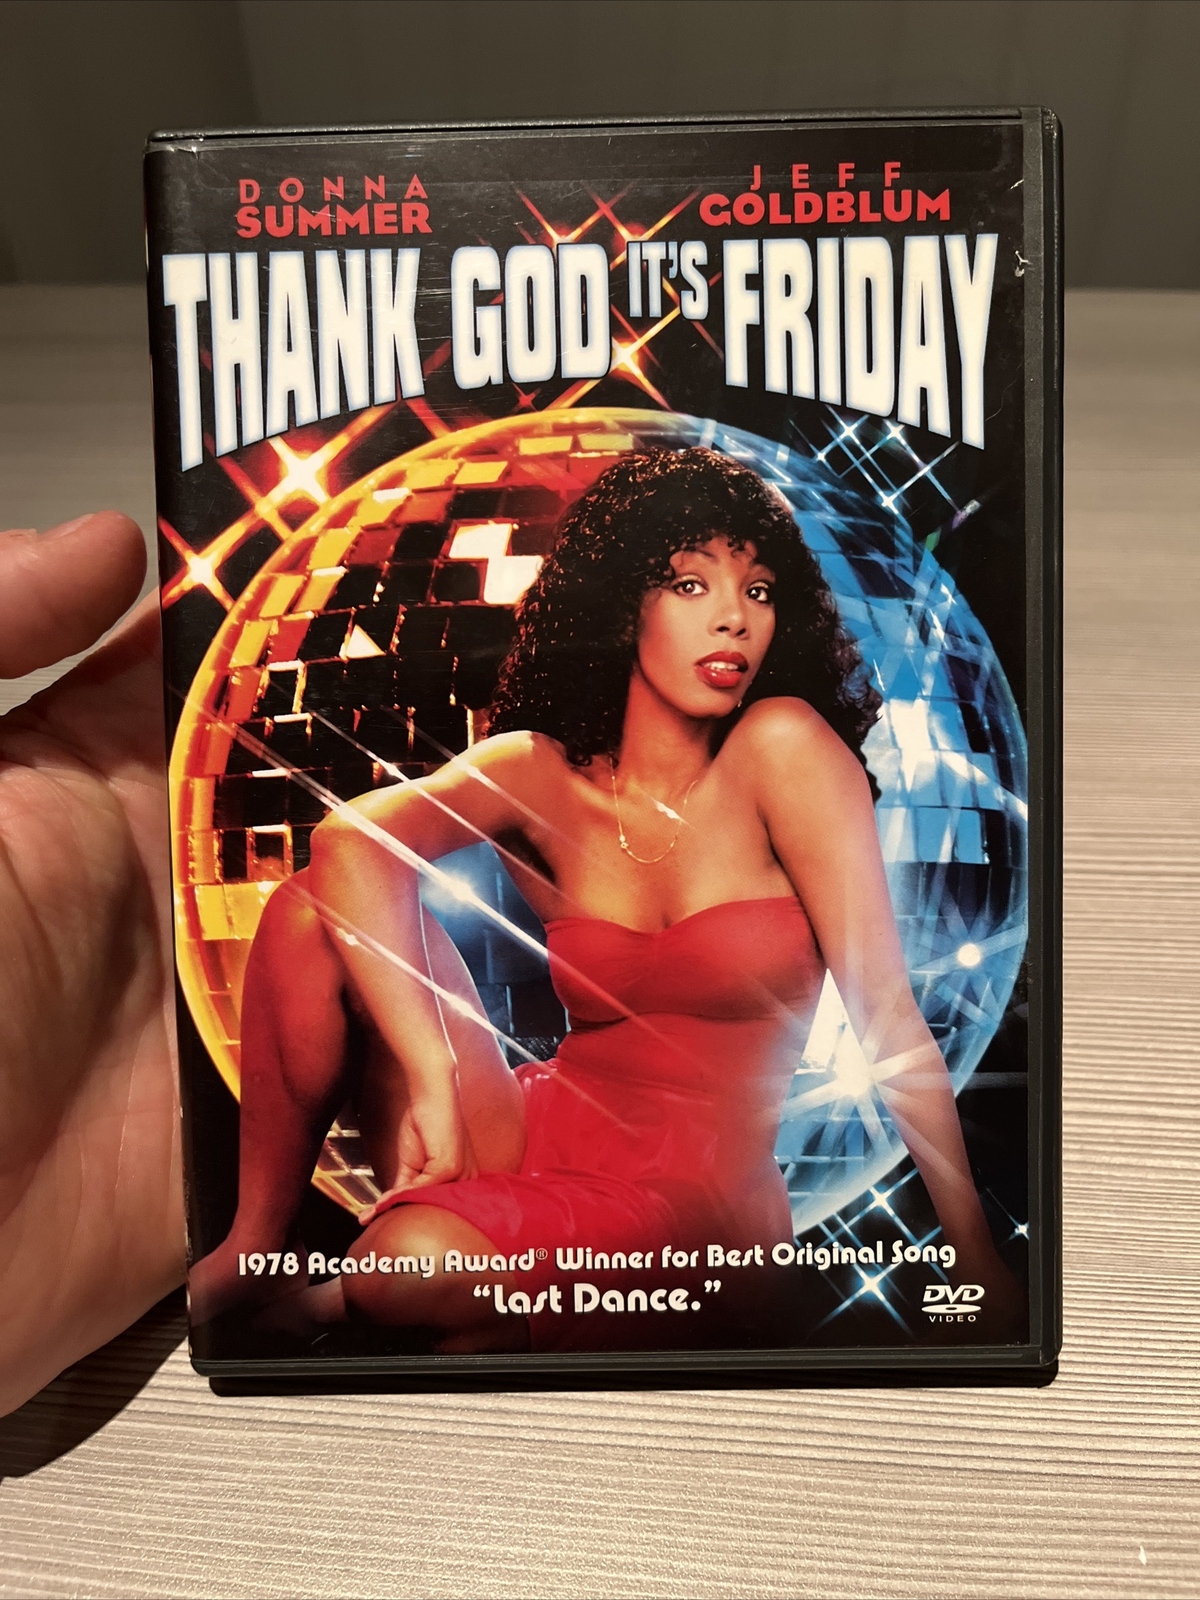 DONNA
SUMMER
JEFF
GOLDBLUM
THANK GOD IT'S FRIDAY
1978 Academy Award® Winner for Best Original Song
“Last Dance.”
DVD
VIDEO